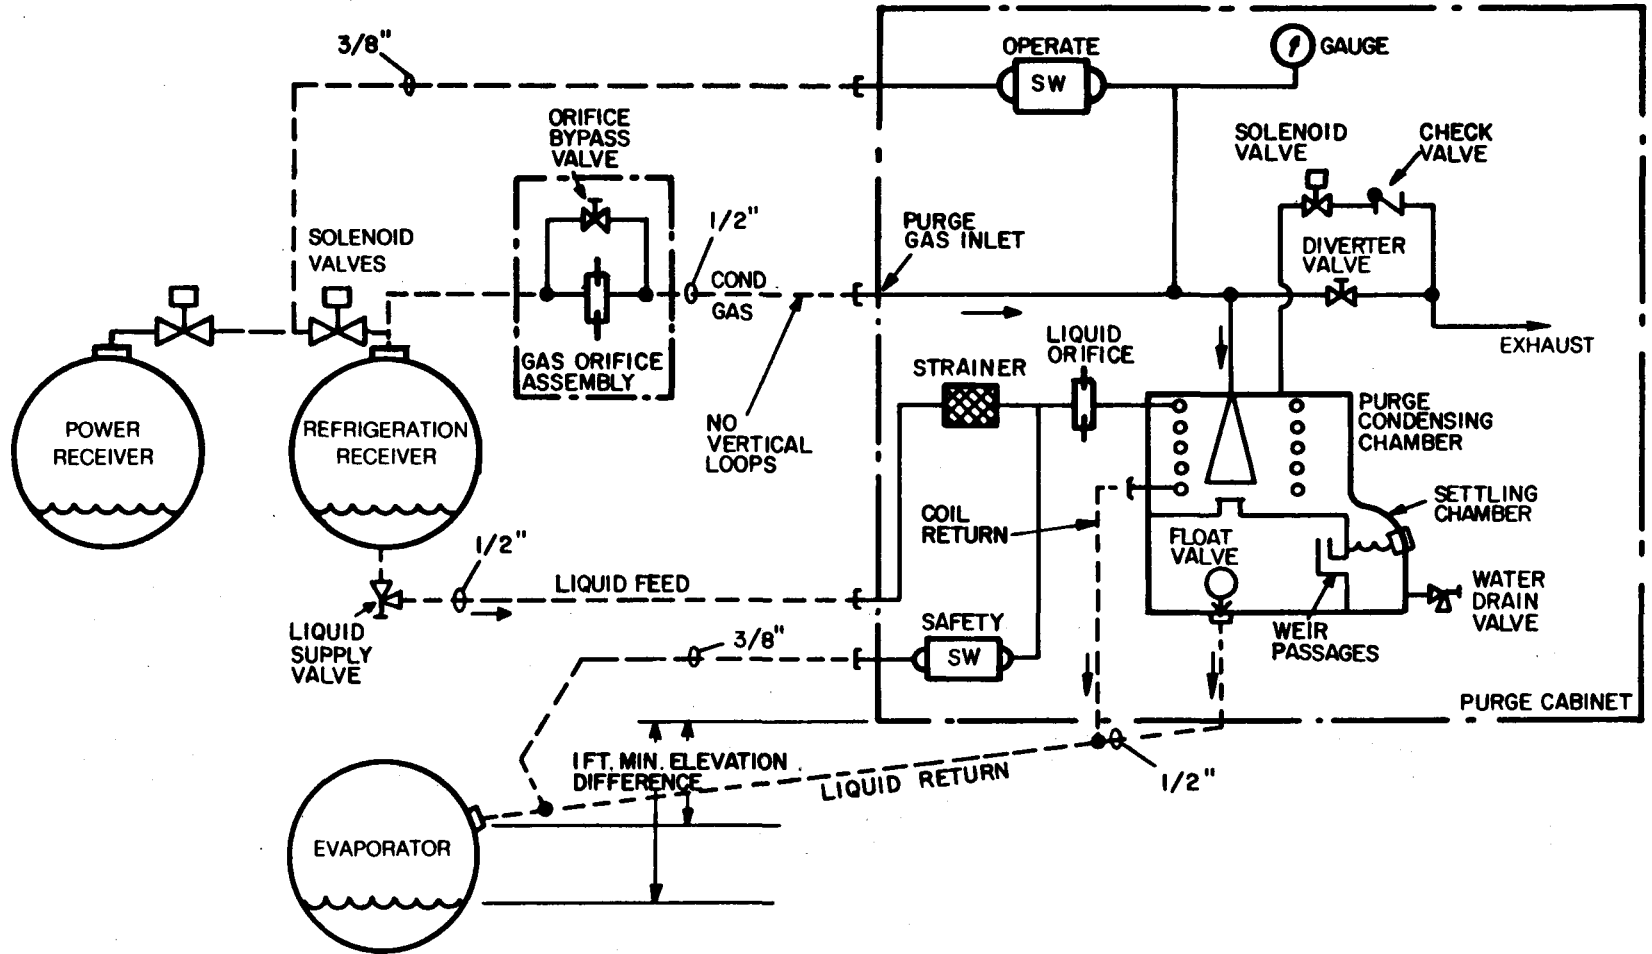 3/8"
OPERATE
SW
GAUGE
ORIFICE
BYPASS
VALVE
SOLENOID
VALVE
CHECK
VALVE
1/2"
PURGE
GAS INLET
SOLENOID
VALVES
DIVERTER
VALVE
COND
GAS
EXHAUST
GAS ORIFICE
ASSEMBLY
LIQUID
ORIFICE
STRAINER
NO
VERTICAL
LOOPS
PURGE
CONDENSING
CHAMBER
POWER
RECEIVER
REFRIGERATION
RECEIVER
SETTLING
CHAMBER
COIL
RETURN
FLOAT
VALVE
1/2"
LIQUID FEED
WATER
DRAIN
VALVE
LIQUID
SUPPLY
VALVE
3/8"
SAFETY
SW
WEIR
PASSAGES
PURGE CABINET
1 FT. MIN. ELEVATION
DIFFERENCE
LIQUID RETURN
1/2"
EVAPORATOR